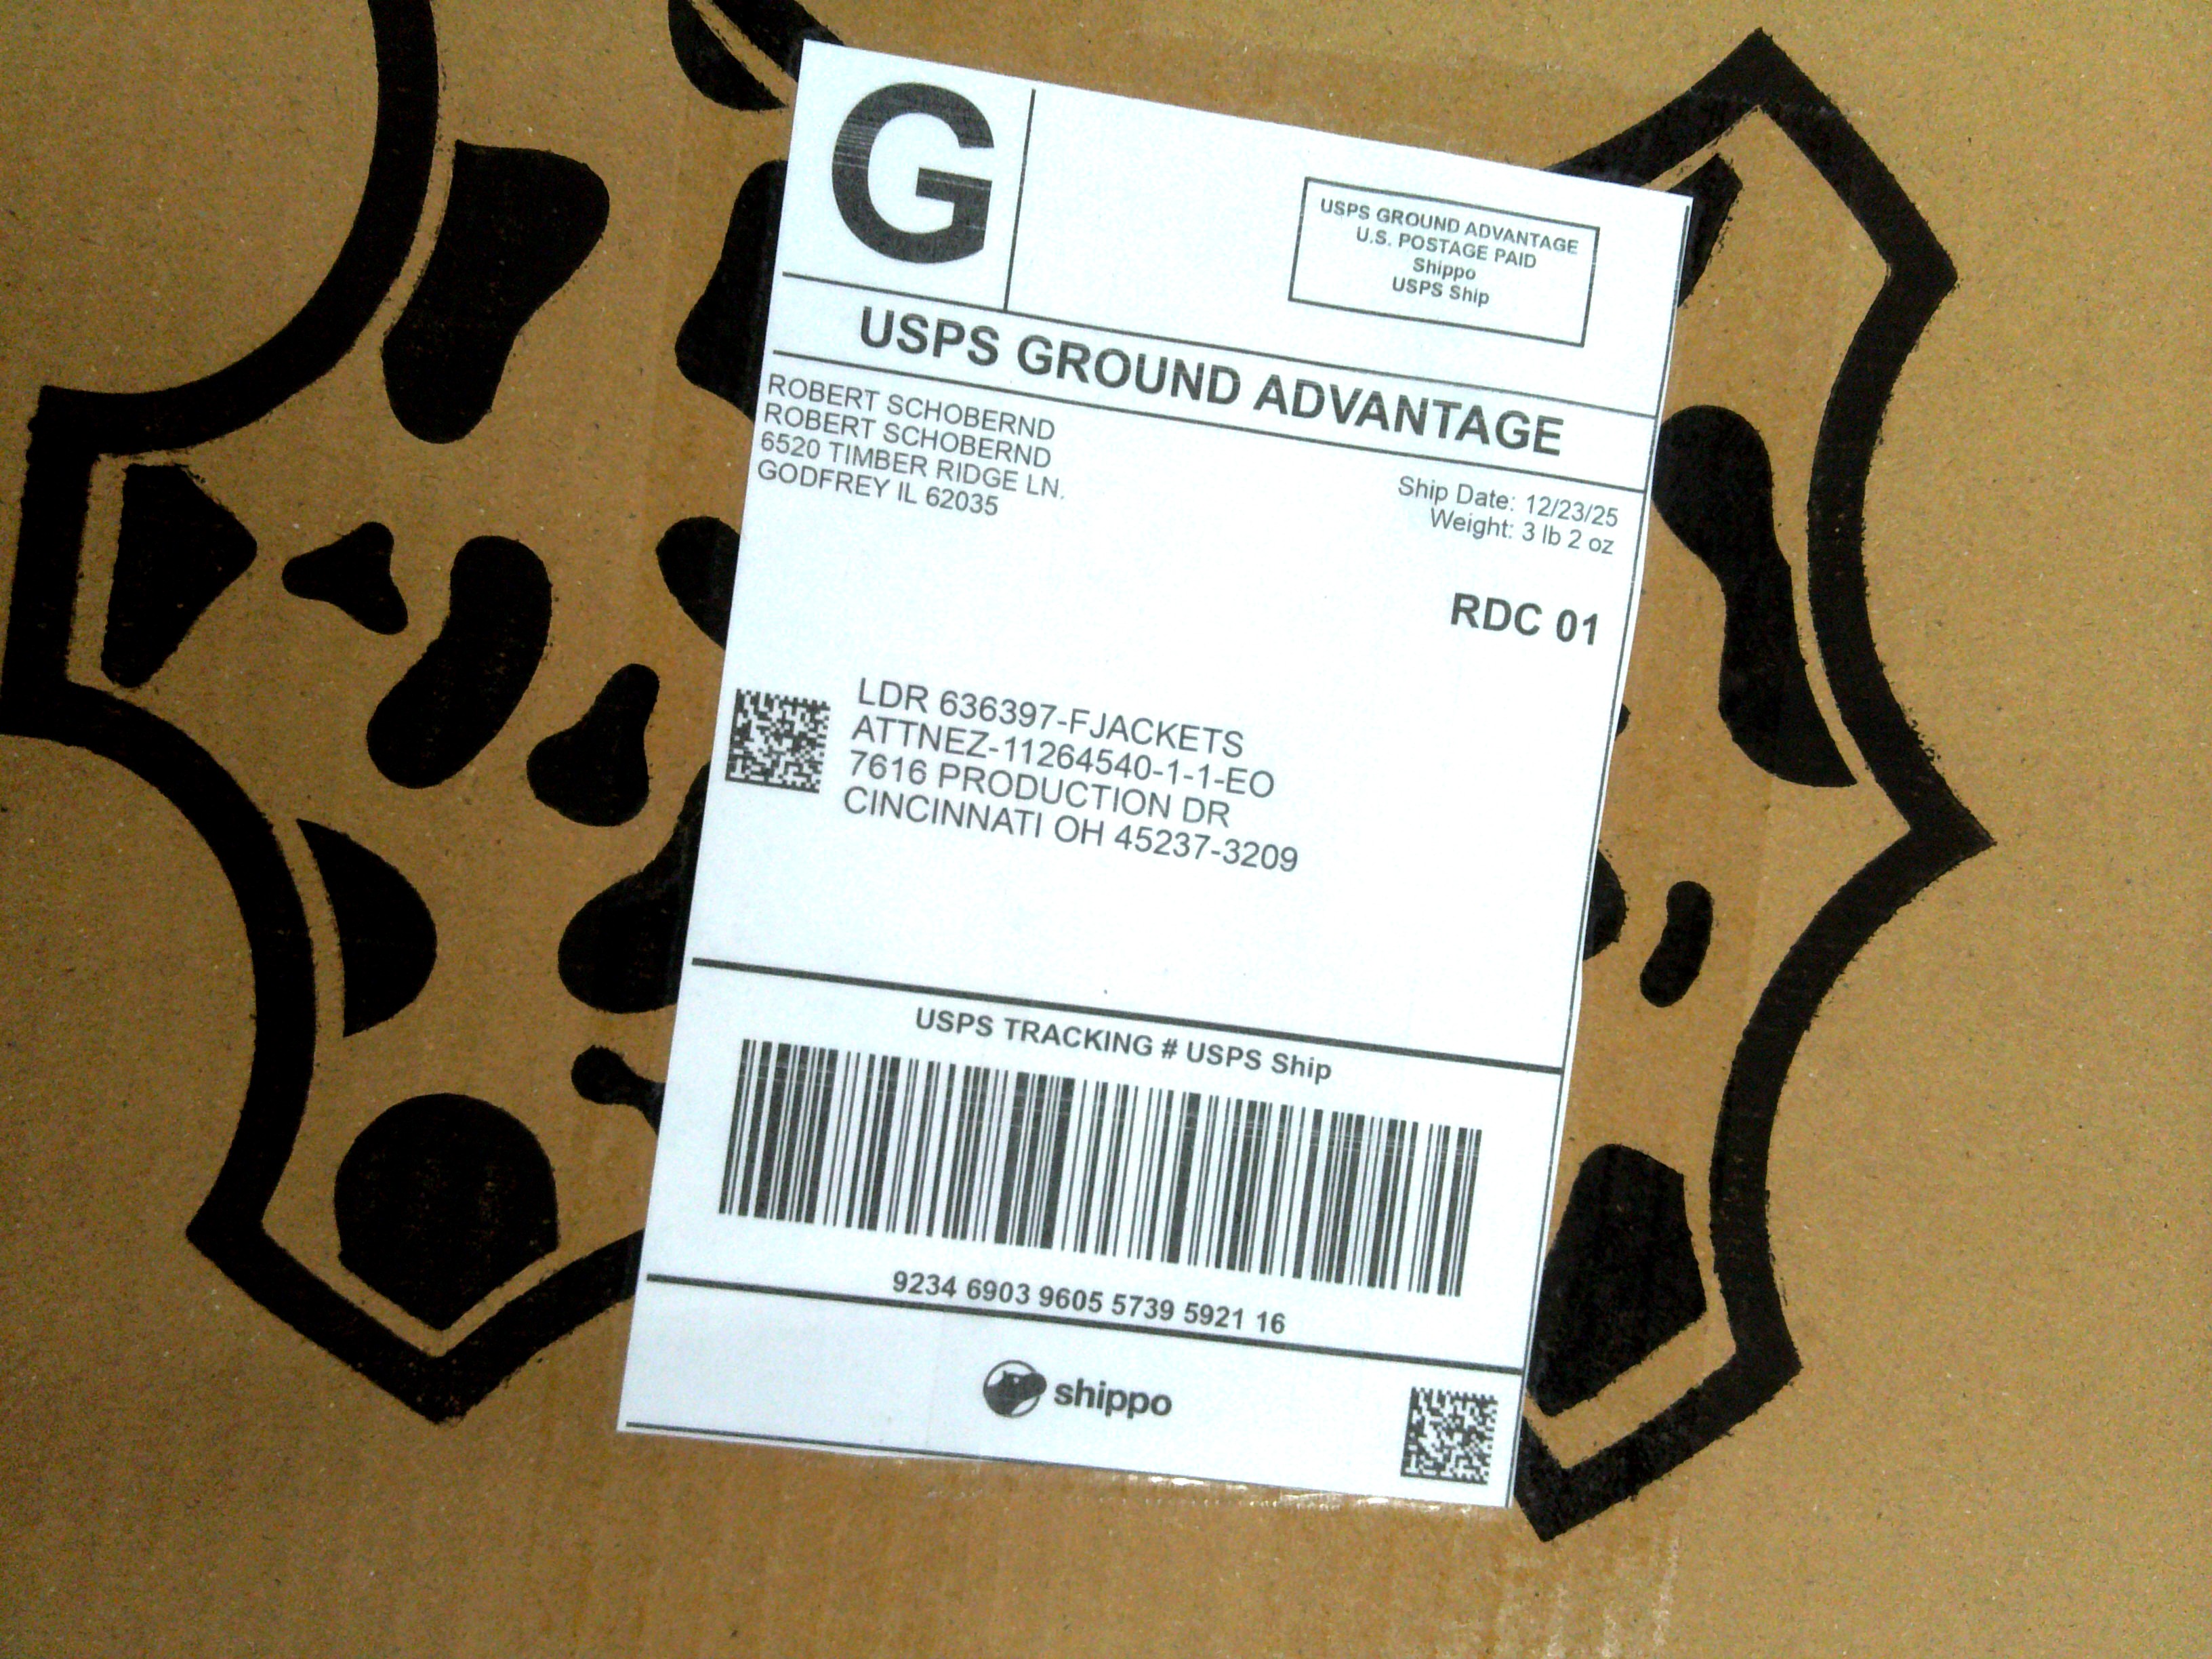 G
USPS GROUND ADVANTAGE
U.S. POSTAGE PAID
Shippo
USPS Ship
USPS GROUND ADVANTAGE
ROBERT SCHOBERND
ROBERT SCHOBERND
6520 TIMBER RIDGE LN.
GODFREY IL 62035
Ship Date: 12/23/25
Weight: 3 lb 2 oz
RDC 01
LDR 636397-FJACKETS
ATTNEZ-11264540-1-1-EO
7616 PRODUCTION DR
CINCINNATI OH 45237-3209
USPS TRACKING # USPS Ship
9234 6903 9605 5739 5921 16
shippo